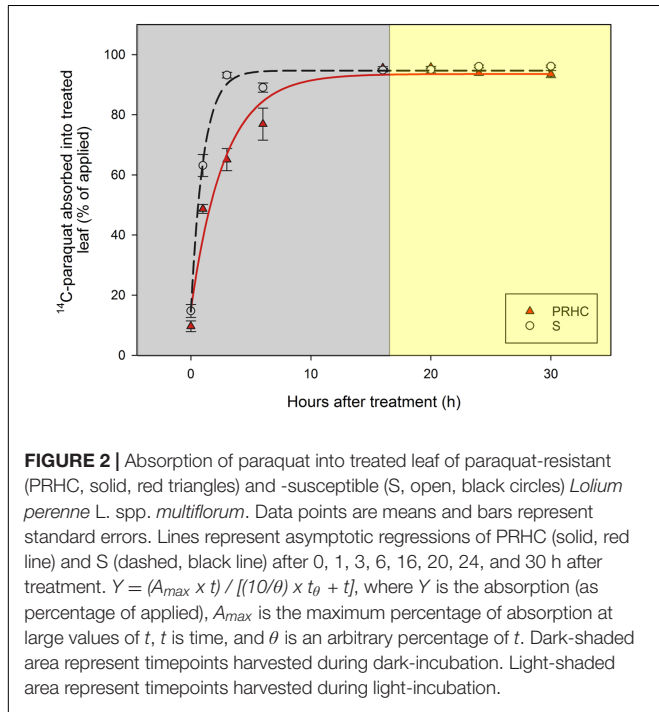 100
80
60
40
20
0
¹⁴C-paraquat absorbed into treated
leaf (% of applied)
PRHC
S
0
10
20
30
Hours after treatment (h)
FIGURE 2 | Absorption of paraquat into treated leaf of paraquat-resistant
(PRHC, solid, red triangles) and -susceptible (S, open, black circles) Lolium
perenne L. spp. multiflorum. Data points are means and bars represent
standard errors. Lines represent asymptotic regressions of PRHC (solid, red
line) and S (dashed, black line) after 0, 1, 3, 6, 16, 20, 24, and 30 h after
treatment. Y = (Amax x t) / [(10/θ) x tθ + t], where Y is the absorption (as
percentage of applied), Amax is the maximum percentage of absorption at
large values of t, t is time, and θ is an arbitrary percentage of t. Dark-shaded
area represent timepoints harvested during dark-incubation. Light-shaded
area represent timepoints harvested during light-incubation.